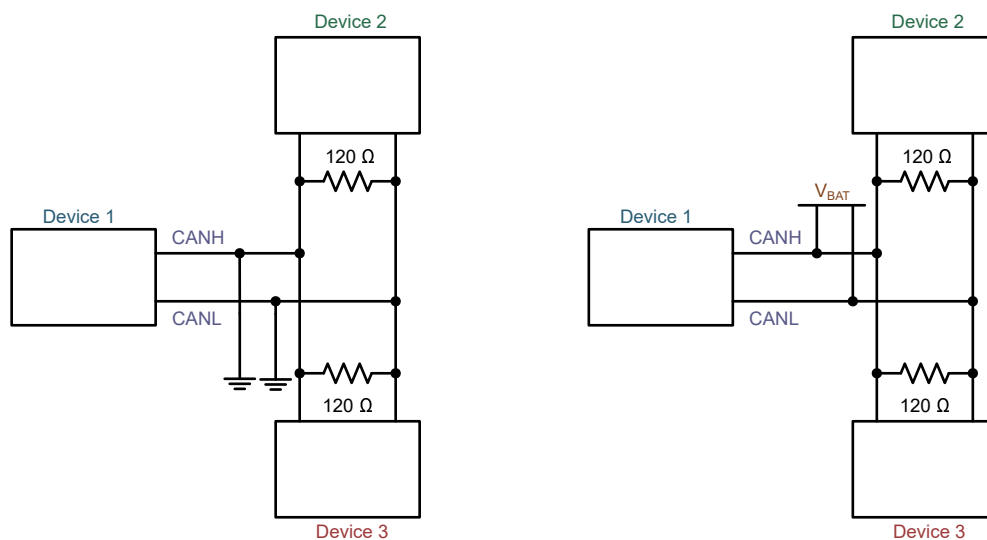 Device 2
120 Ω
Device 1
CANH
CANL
120 Ω
Device 3
Device 2
120 Ω
VBAT
Device 1
CANH
CANL
120 Ω
Device 3